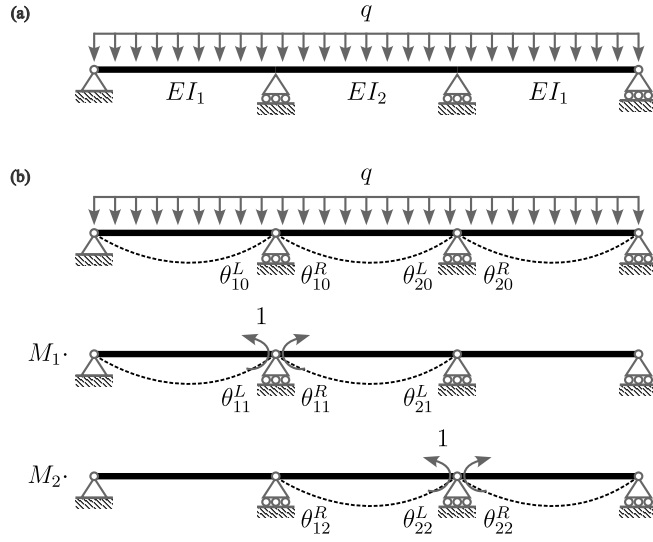 (a)
q
EI₁ EI₂ EI₁
(b)
q
θ₁₀ᴸ θ₁₀ᴿ θ₂₀ᴸ θ₂₀ᴿ
1
M₁·
θ₁₁ᴸ θ₁₁ᴿ θ₂₁ᴸ
1
M₂·
θ₁₂ᴿ θ₂₂ᴸ θ₂₂ᴿ